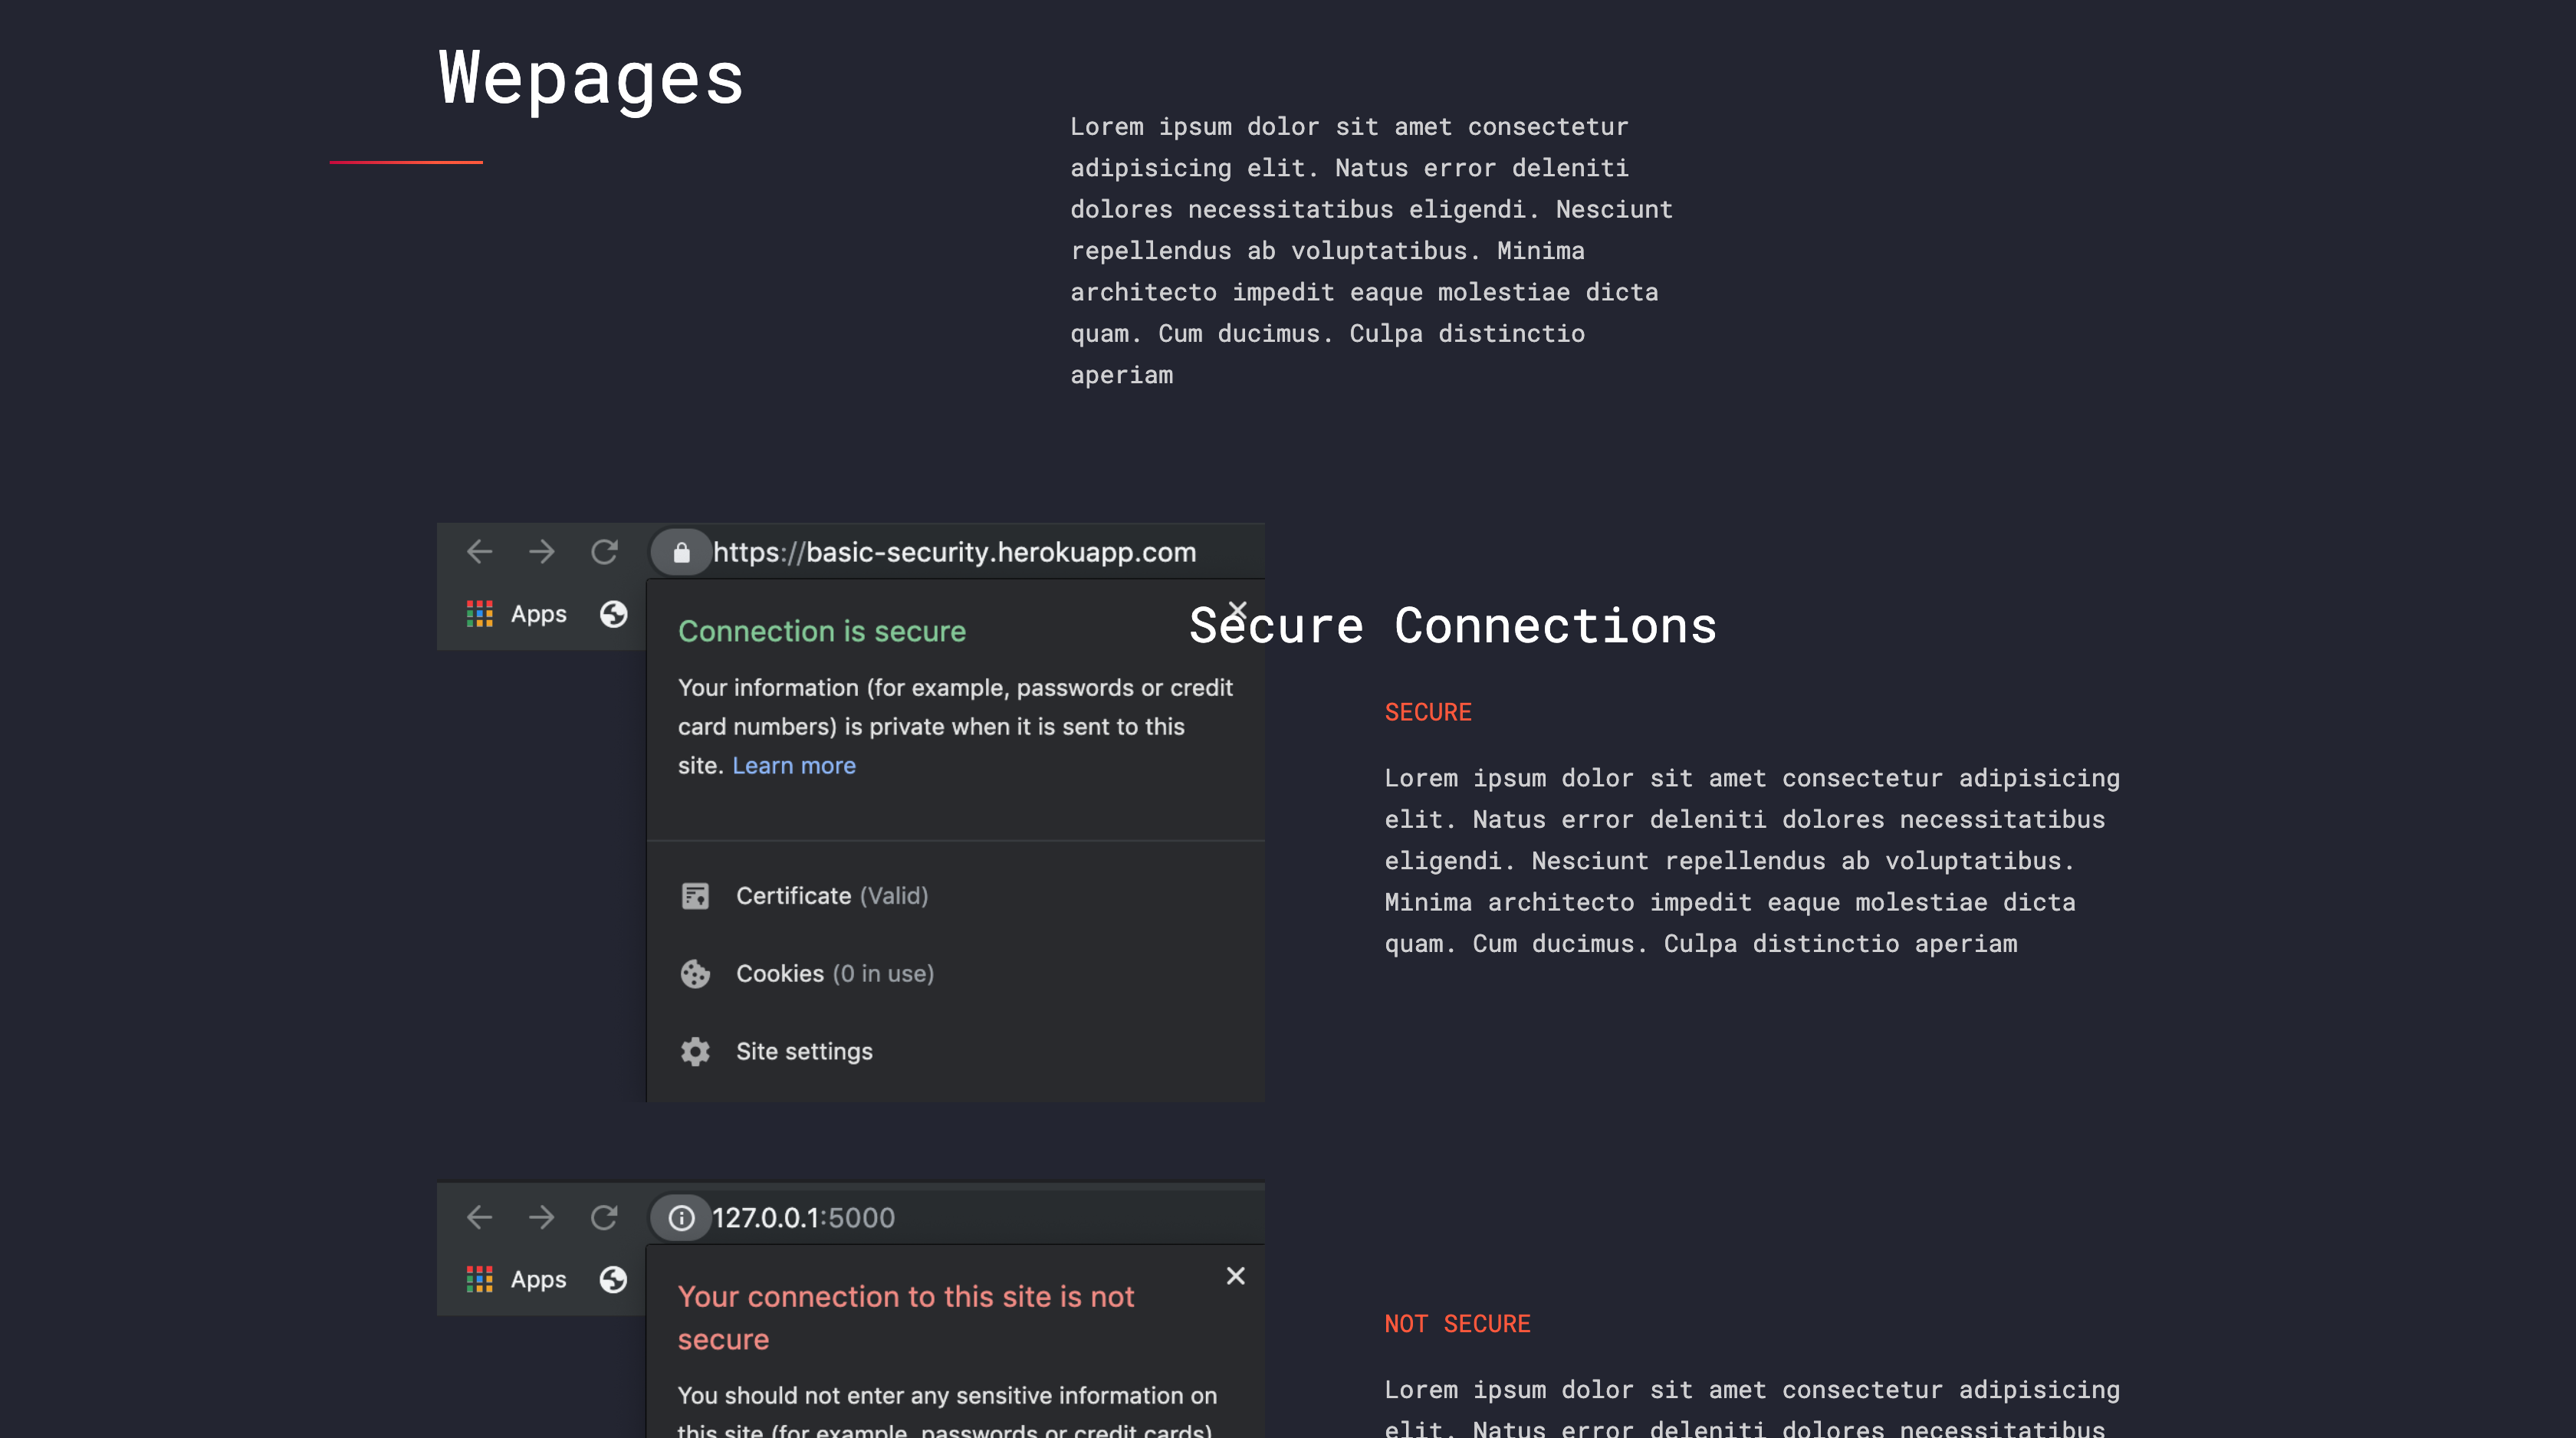 Wepages
Lorem ipsum dolor sit amet consectetur
adipisicing elit. Natus error deleniti
dolores necessitatibus eligendi. Nesciunt
repellendus ab voluptatibus. Minima
architecto impedit eaque molestiae dicta
quam. Cum ducimus. Culpa distinctio
aperiam
https://basic-security.herokuapp.com
Apps
Connection is secure
Your information (for example, passwords or credit
card numbers) is private when it is sent to this
site. Learn more
Certificate (Valid)
Cookies (0 in use)
Site settings
Secure Connections
SECURE
Lorem ipsum dolor sit amet consectetur adipisicing
elit. Natus error deleniti dolores necessitatibus
eligendi. Nesciunt repellendus ab voluptatibus.
Minima architecto impedit eaque molestiae dicta
quam. Cum ducimus. Culpa distinctio aperiam
127.0.0.1:5000
Apps
Your connection to this site is not
secure
You should not enter any sensitive information on
this site (for example, passwords or credit cards)
NOT SECURE
Lorem ipsum dolor sit amet consectetur adipisicing
elit. Natus error deleniti dolores necessitatibus